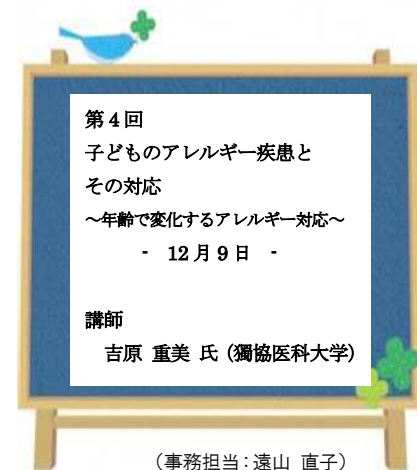 第4回
子どものアレルギー疾患と
その対応
～年齢で変化するアレルギー対応～
- 12月9日 -
講師
吉原 重美 氏（獨協医科大学）
（事務担当：遠山 直子）